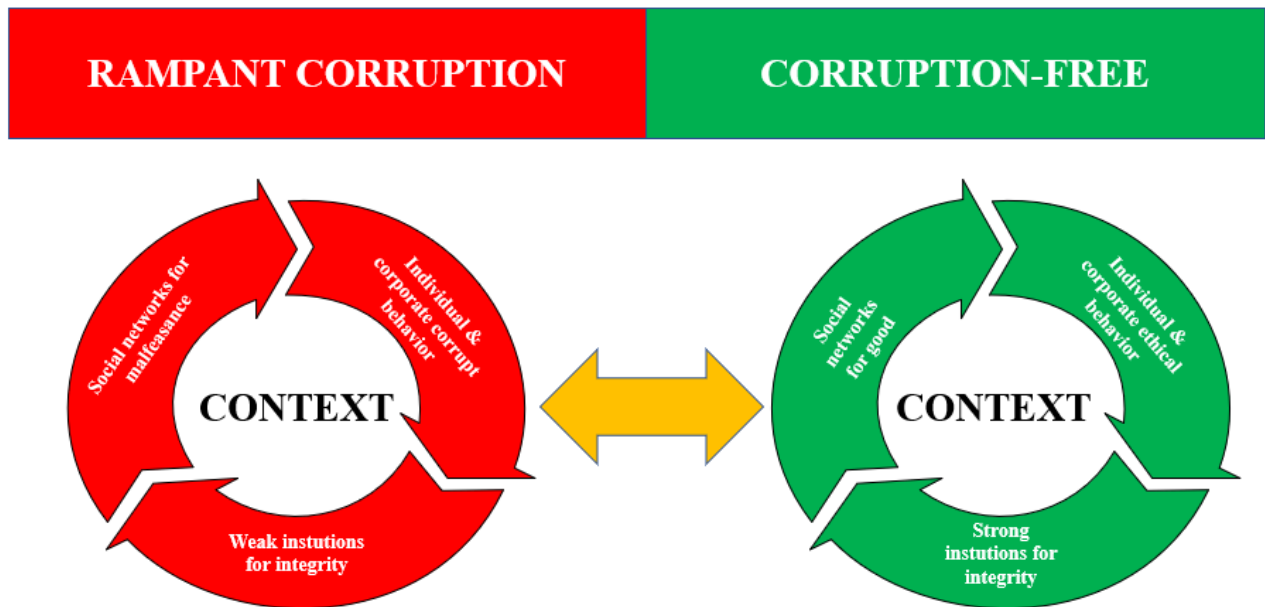 RAMPANT CORRUPTION
CORRUPTION-FREE
Social networks for
malfeasance
Individual &
corporate corrupt
behavior
CONTEXT
Weak instutions
for integrity
Social
networks
for good
Individual &
corporate ethical
behavior
CONTEXT
Strong
instutions for
integrity